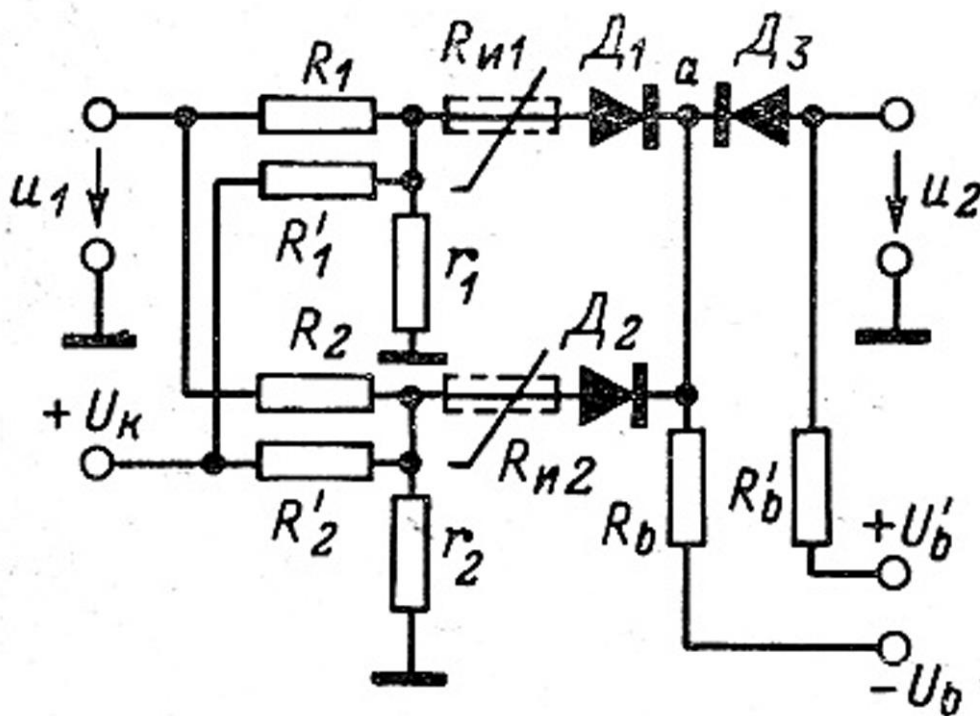 R₁
Rи1
Д₁
а
Д₃
u₁
R'₁
r₁
u₂
R₂
Д₂
+Uк
R'₂
r₂
Rи2
Rb
R'b
+U'b
-Ub